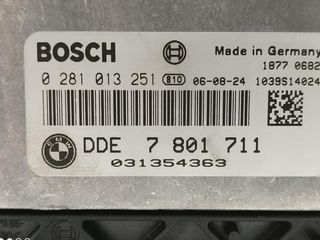 BOSCH Made in Germany
1877 0682
0 281 013 251 810 06-08-24 1039S14024
BMW DDE 7 801 711
031354363